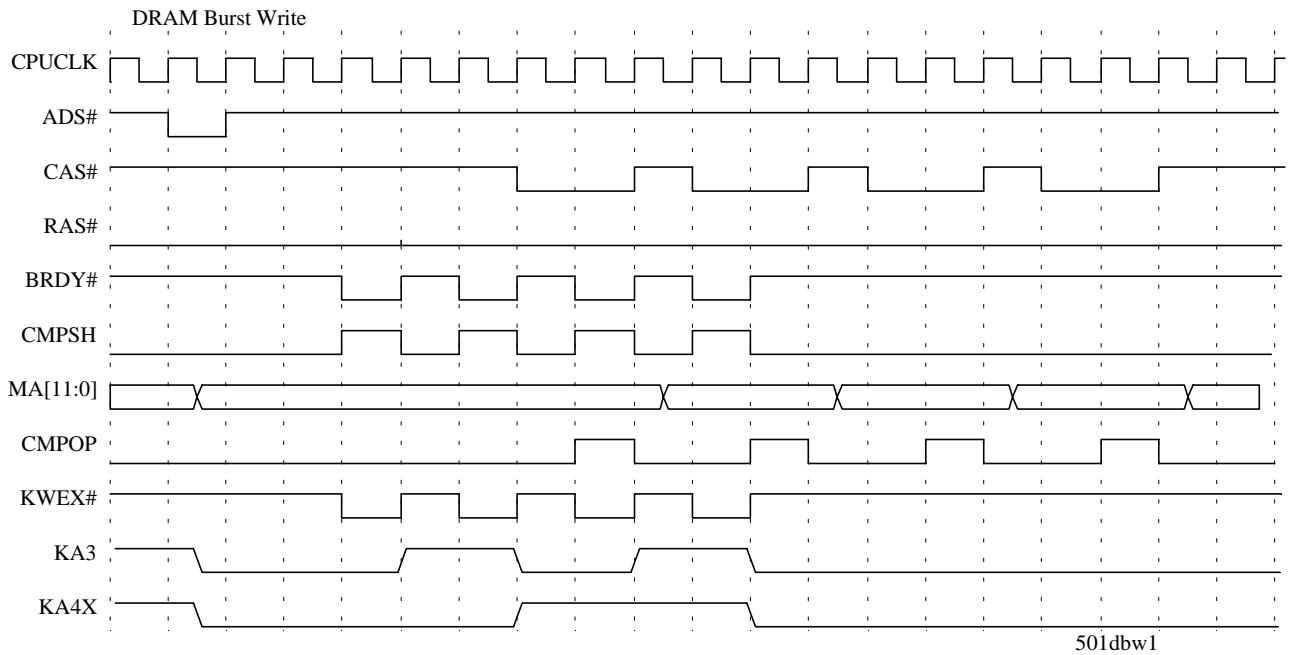 DRAM Burst Write
CPUCLK
ADS#
CAS#
RAS#
BRDY#
CMPSH
MA[11:0]
CMPOP
KWEX#
KA3
KA4X
501dbw1